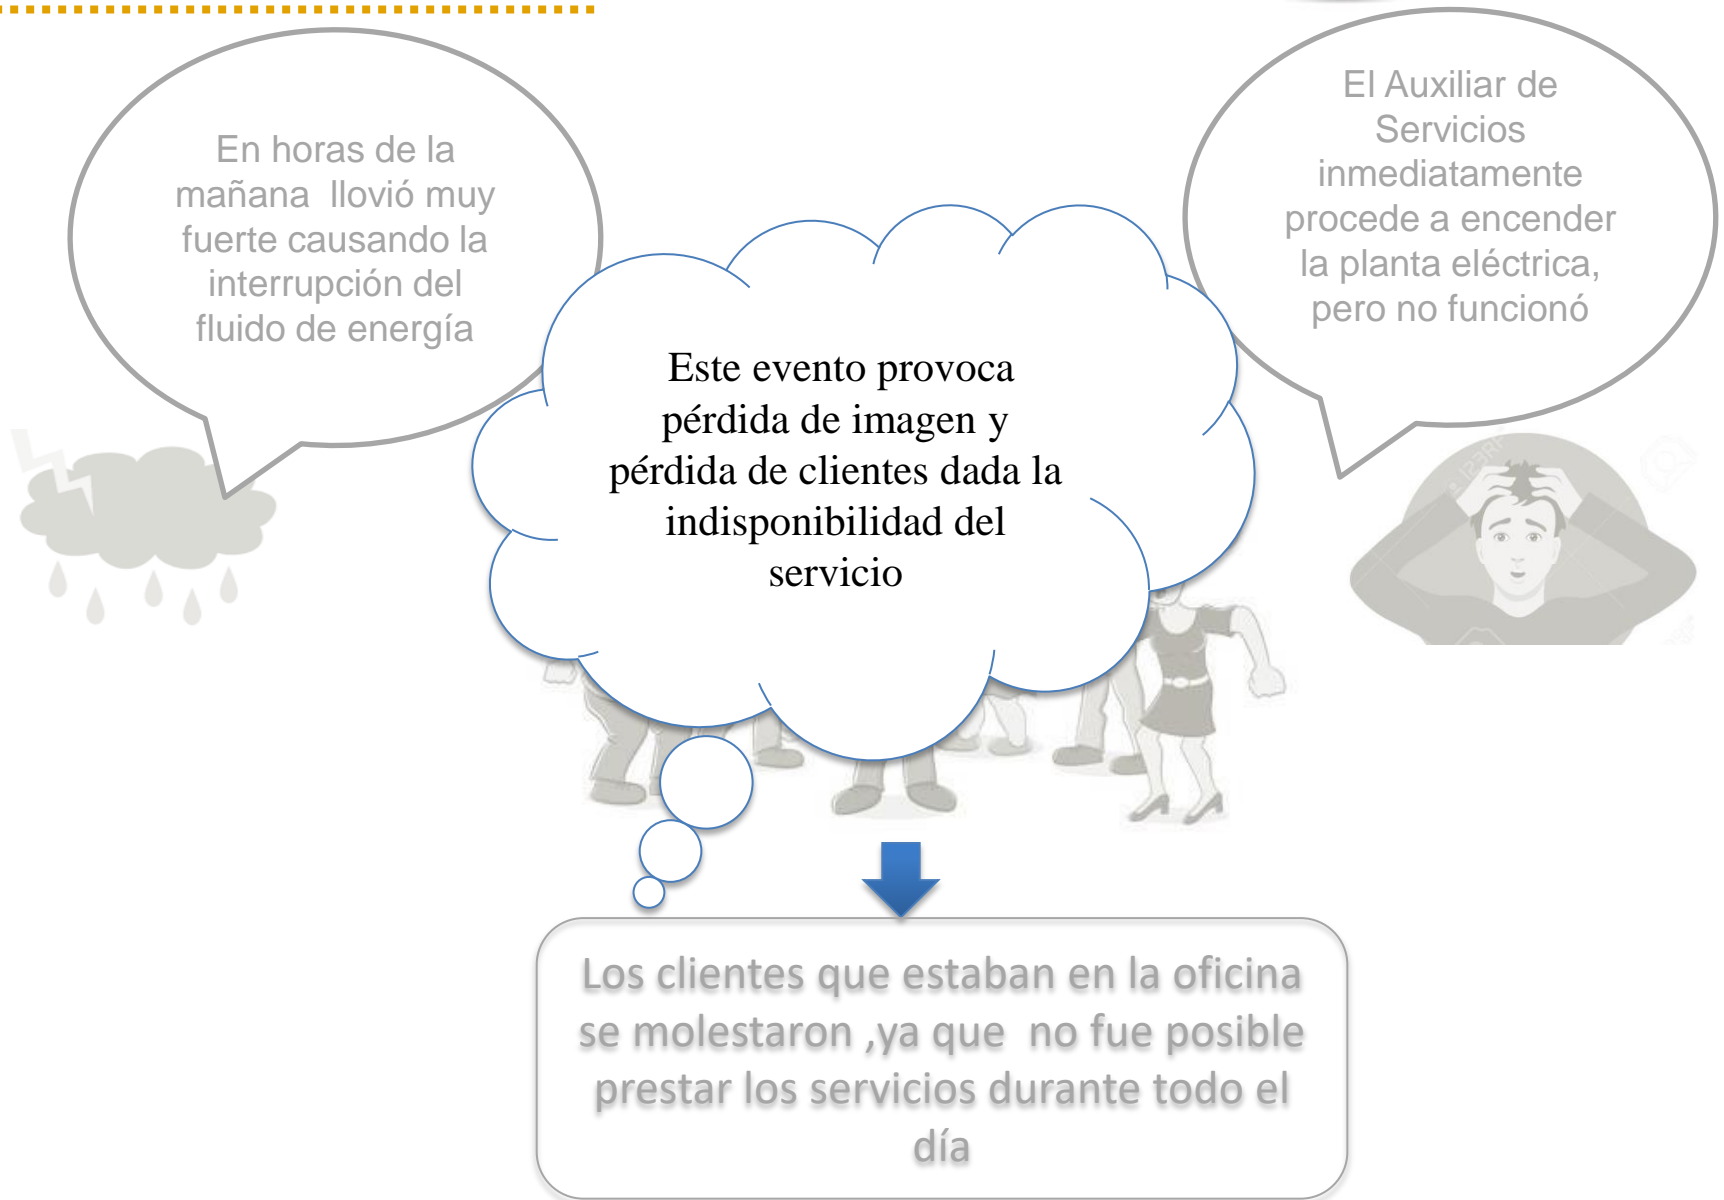 En horas de la
mañana  llovió muy
fuerte causando la
interrupción del
fluido de energía
El Auxiliar de
Servicios
inmediatamente
procede a encender
la planta eléctrica,
pero no funcionó
Este evento provoca
pérdida de imagen y
pérdida de clientes dada la
indisponibilidad del
servicio
123RF
Los clientes que estaban en la oficina
se molestaron ,ya que  no fue posible
prestar los servicios durante todo el
día